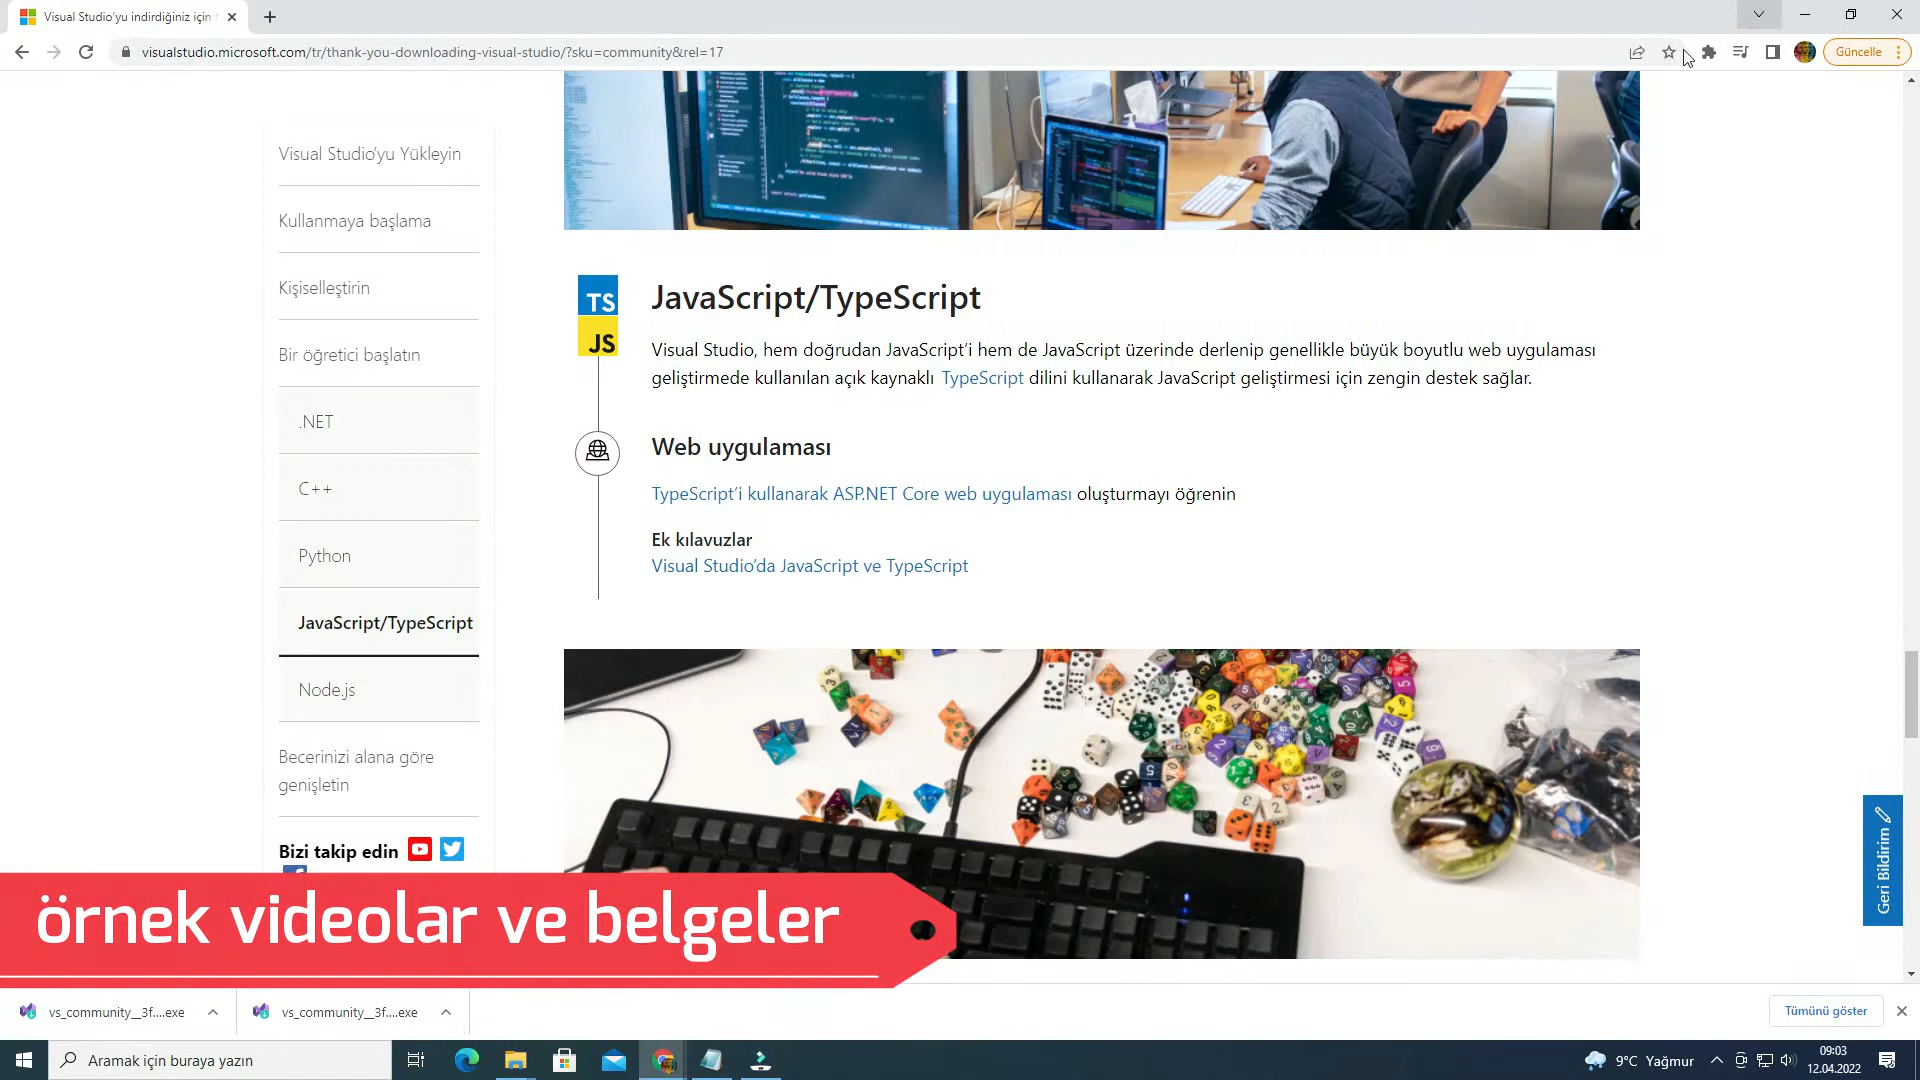 Visual Studio'yu indirdiğiniz için
visualstudio.microsoft.com/tr/thank-you-downloading-visual-studio/?sku=community&rel=17
Güncelle
Visual Studio’yu Yükleyin
Kullanmaya başlama
Kişiselleştirin
Bir öğretici başlatın
.NET
C++
Python
JavaScript/TypeScript
Node.js
Becerinizi alana göre
genişletin
Bizi takip edin
TS
JS
JavaScript/TypeScript
Visual Studio, hem doğrudan JavaScript’i hem de JavaScript üzerinde derlenip genellikle büyük boyutlu web uygulaması
geliştirmede kullanılan açık kaynaklı TypeScript dilini kullanarak JavaScript geliştirmesi için zengin destek sağlar.
Web uygulaması
TypeScript’i kullanarak ASP.NET Core web uygulaması oluşturmayı öğrenin
Ek kılavuzlar
Visual Studio’da JavaScript ve TypeScript
Geri Bildirim
örnek videolar ve belgeler
vs_community__3f....exe
vs_community__3f....exe
Tümünü göster
Aramak için buraya yazın
9°C Yağmur
09:03
12.04.2022